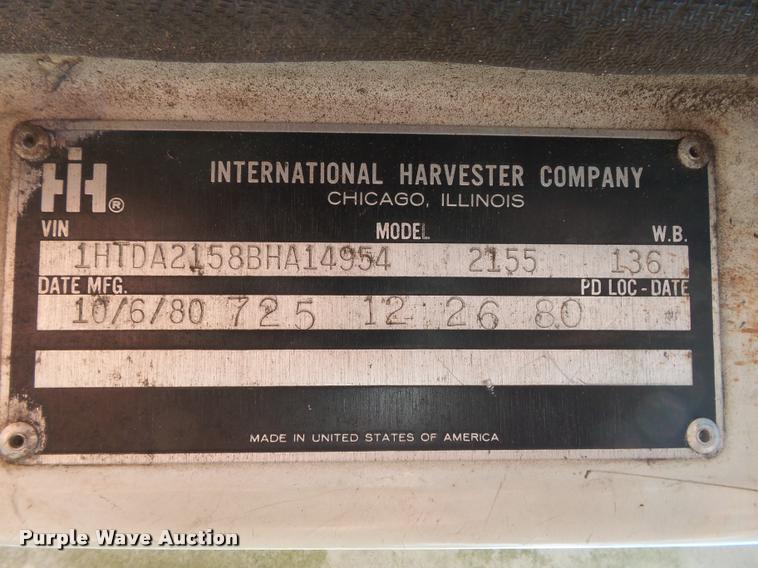 IH®
INTERNATIONAL HARVESTER COMPANY
CHICAGO, ILLINOIS
VIN MODEL W.B.
1HTDA2158BHA14954 2155 136
DATE MFG. PD LOC - DATE
10/6/80 725 12 26 80
MADE IN UNITED STATES OF AMERICA
Purple Wave Auction